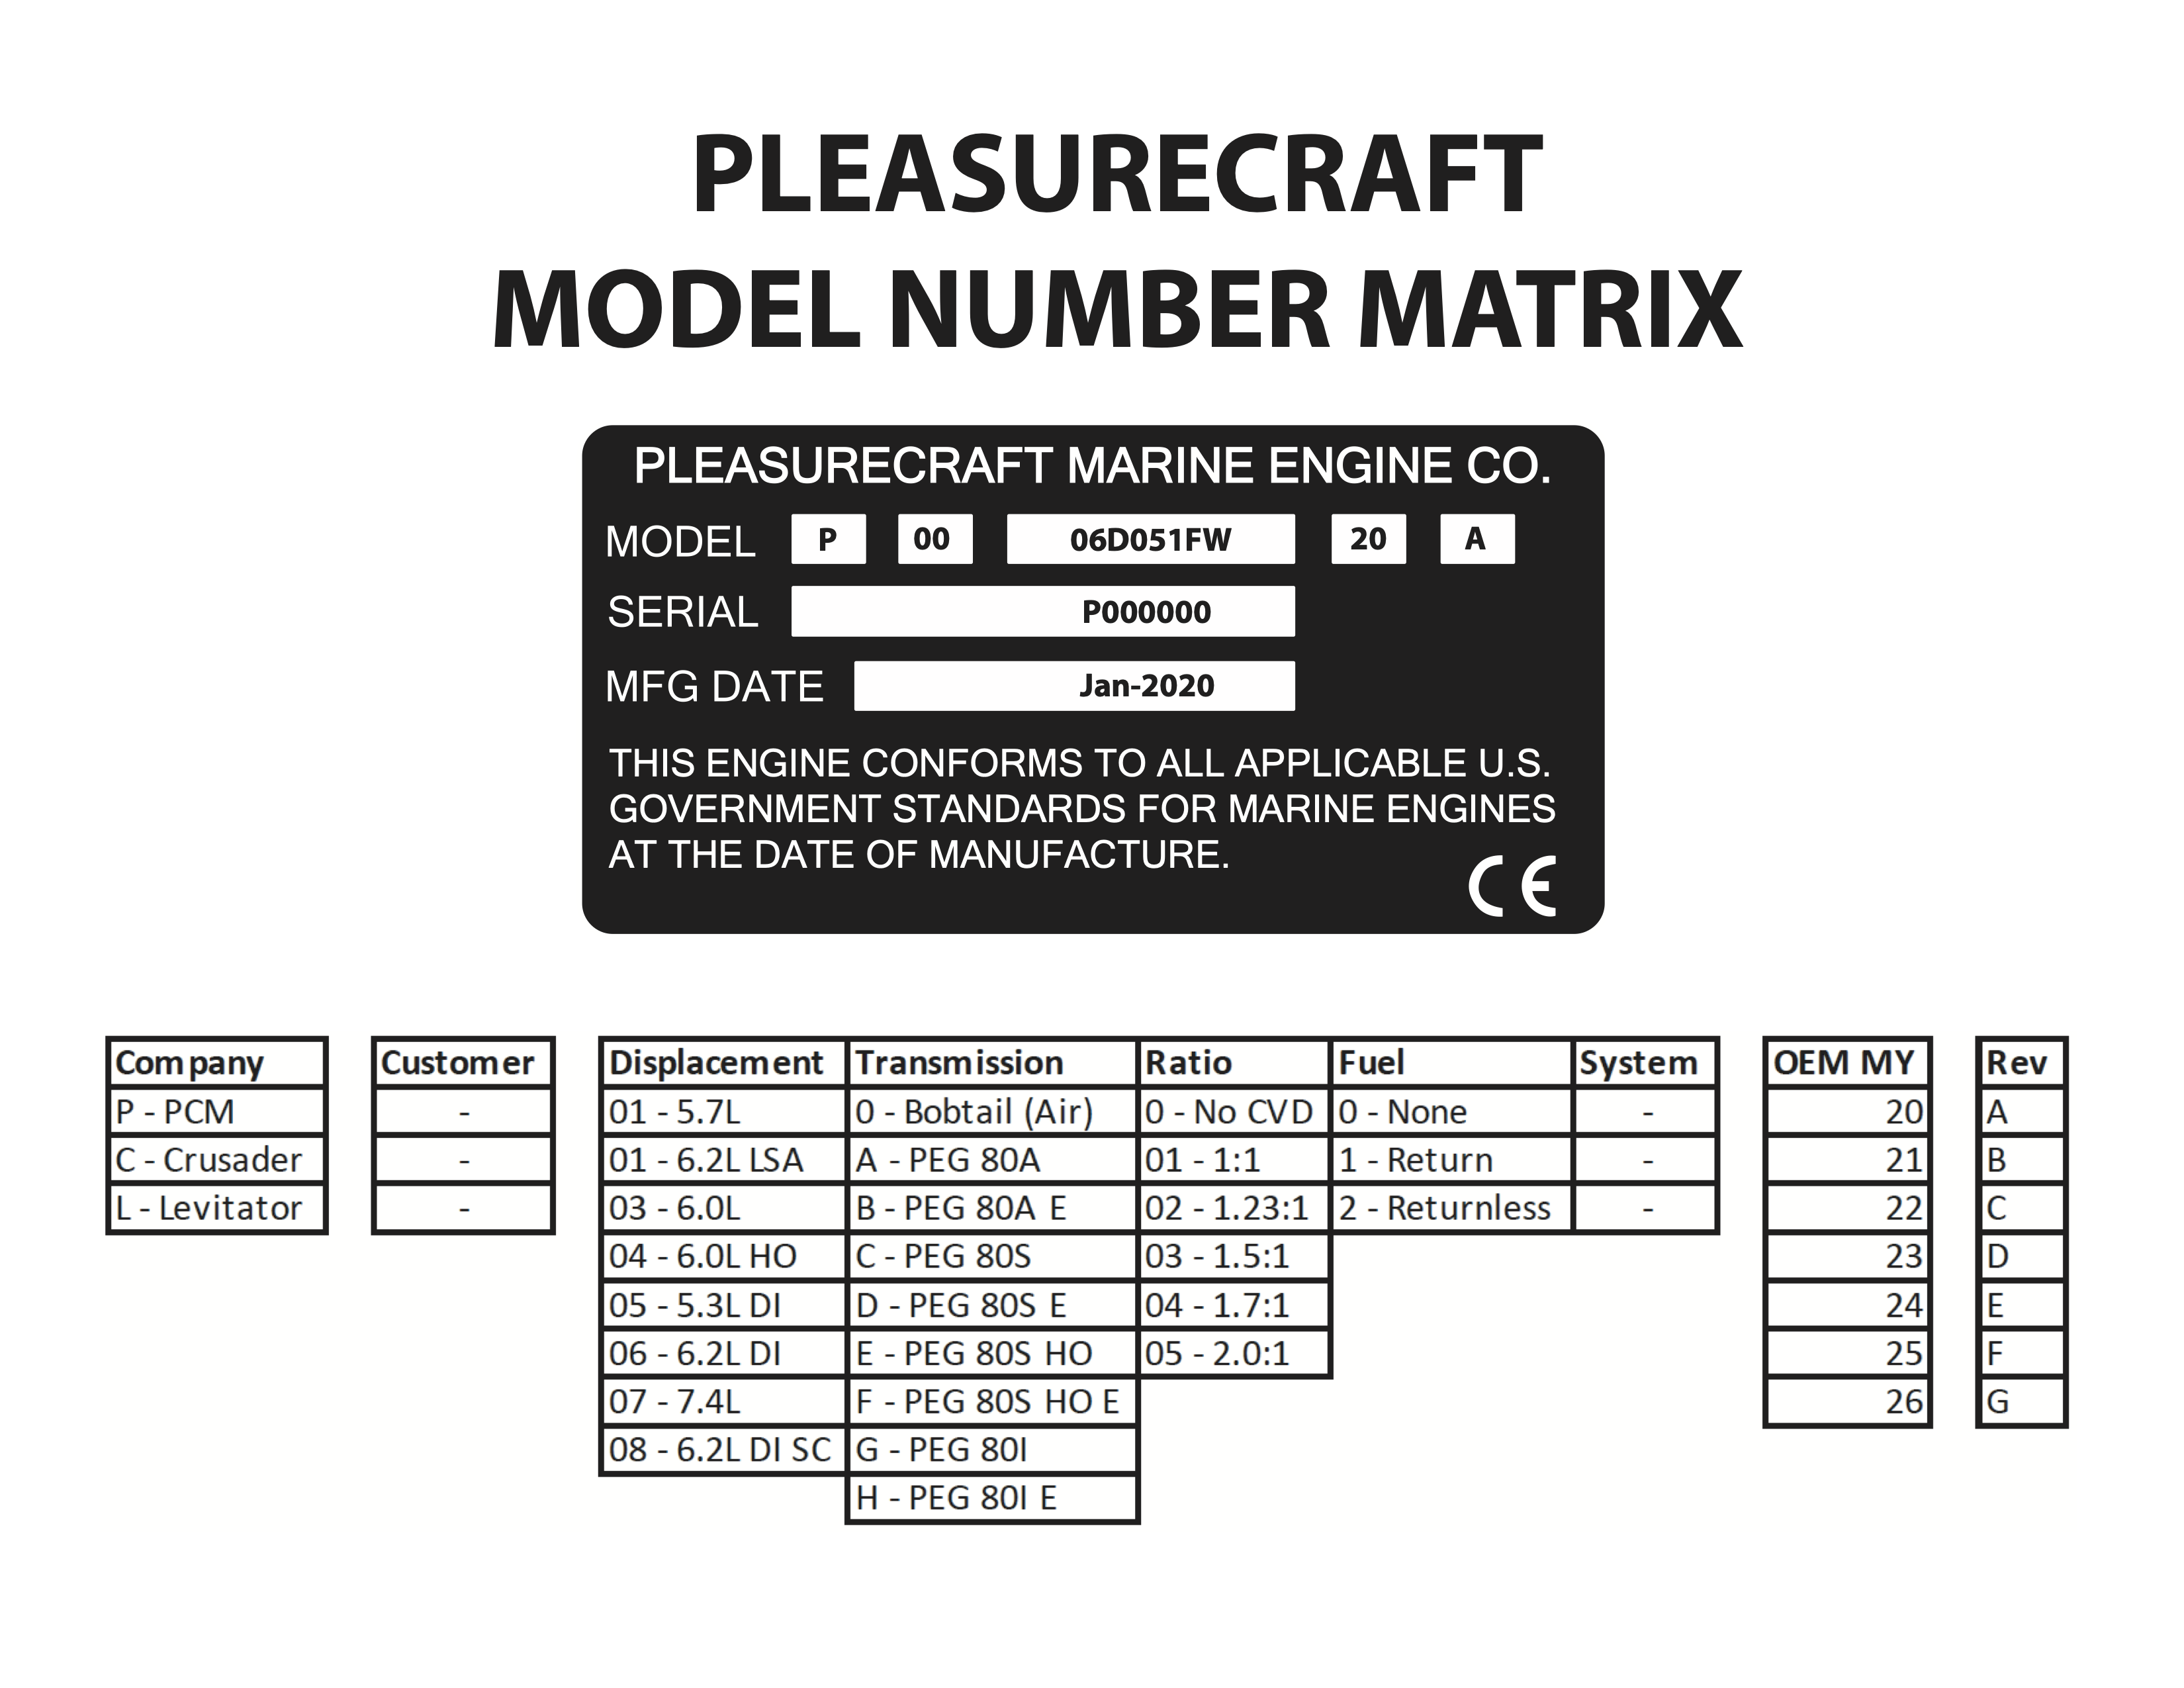 PLEASURECRAFT
MODEL NUMBER MATRIX
PLEASURECRAFT MARINE ENGINE CO.
MODEL P 00 06D051FW 20 A
SERIAL P000000
MFG DATE Jan-2020
THIS ENGINE CONFORMS TO ALL APPLICABLE U.S.
GOVERNMENT STANDARDS FOR MARINE ENGINES
AT THE DATE OF MANUFACTURE.
CE
Company Customer Displacement Transmission Ratio Fuel System OEM MY Rev
P - PCM - 01 - 5.7L 0 - Bobtail (Air) 0 - No CVD 0 - None - 20 A
C - Crusader - 01 - 6.2L LSA A - PEG 80A 01 - 1:1 1 - Return - 21 B
L - Levitator - 03 - 6.0L B - PEG 80A E 02 - 1.23:1 2 - Returnless - 22 C
04 - 6.0L HO C - PEG 80S 03 - 1.5:1 23 D
05 - 5.3L DI D - PEG 80S E 04 - 1.7:1 24 E
06 - 6.2L DI E - PEG 80S HO 05 - 2.0:1 25 F
07 - 7.4L F - PEG 80S HO E 26 G
08 - 6.2L DI SC G - PEG 80I
H - PEG 80I E